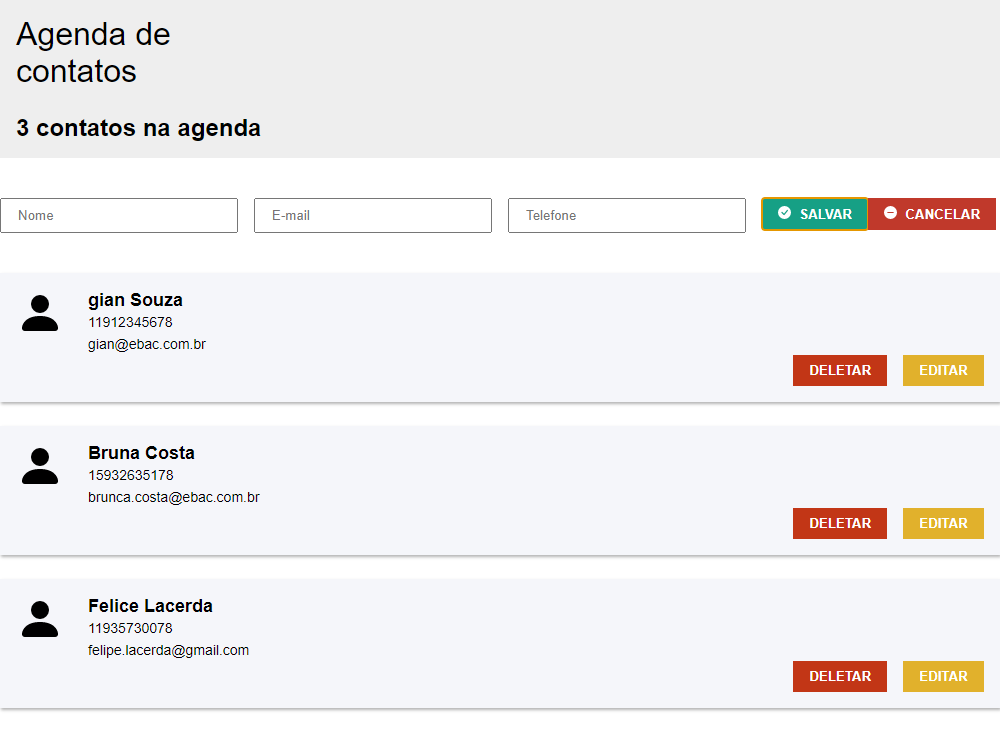 Agenda de
contatos
3 contatos na agenda
Nome E-mail Telefone SALVAR CANCELAR
gian Souza
11912345678
gian@ebac.com.br
DELETAR EDITAR
Bruna Costa
15932635178
brunca.costa@ebac.com.br
DELETAR EDITAR
Felice Lacerda
11935730078
felipe.lacerda@gmail.com
DELETAR EDITAR